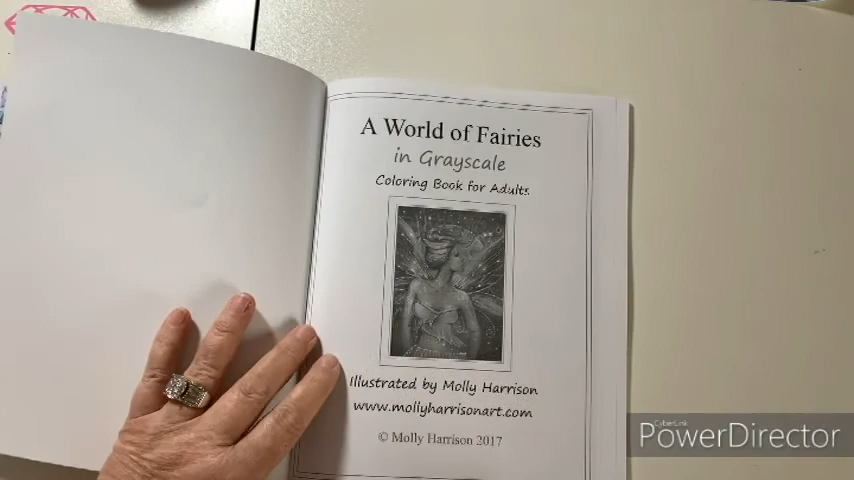 A World of Fairies
in Grayscale
Coloring Book for Adults
Illustrated by Molly Harrison
www.mollyharrisonart.com
© Molly Harrison 2017
CyberLink
PowerDirector